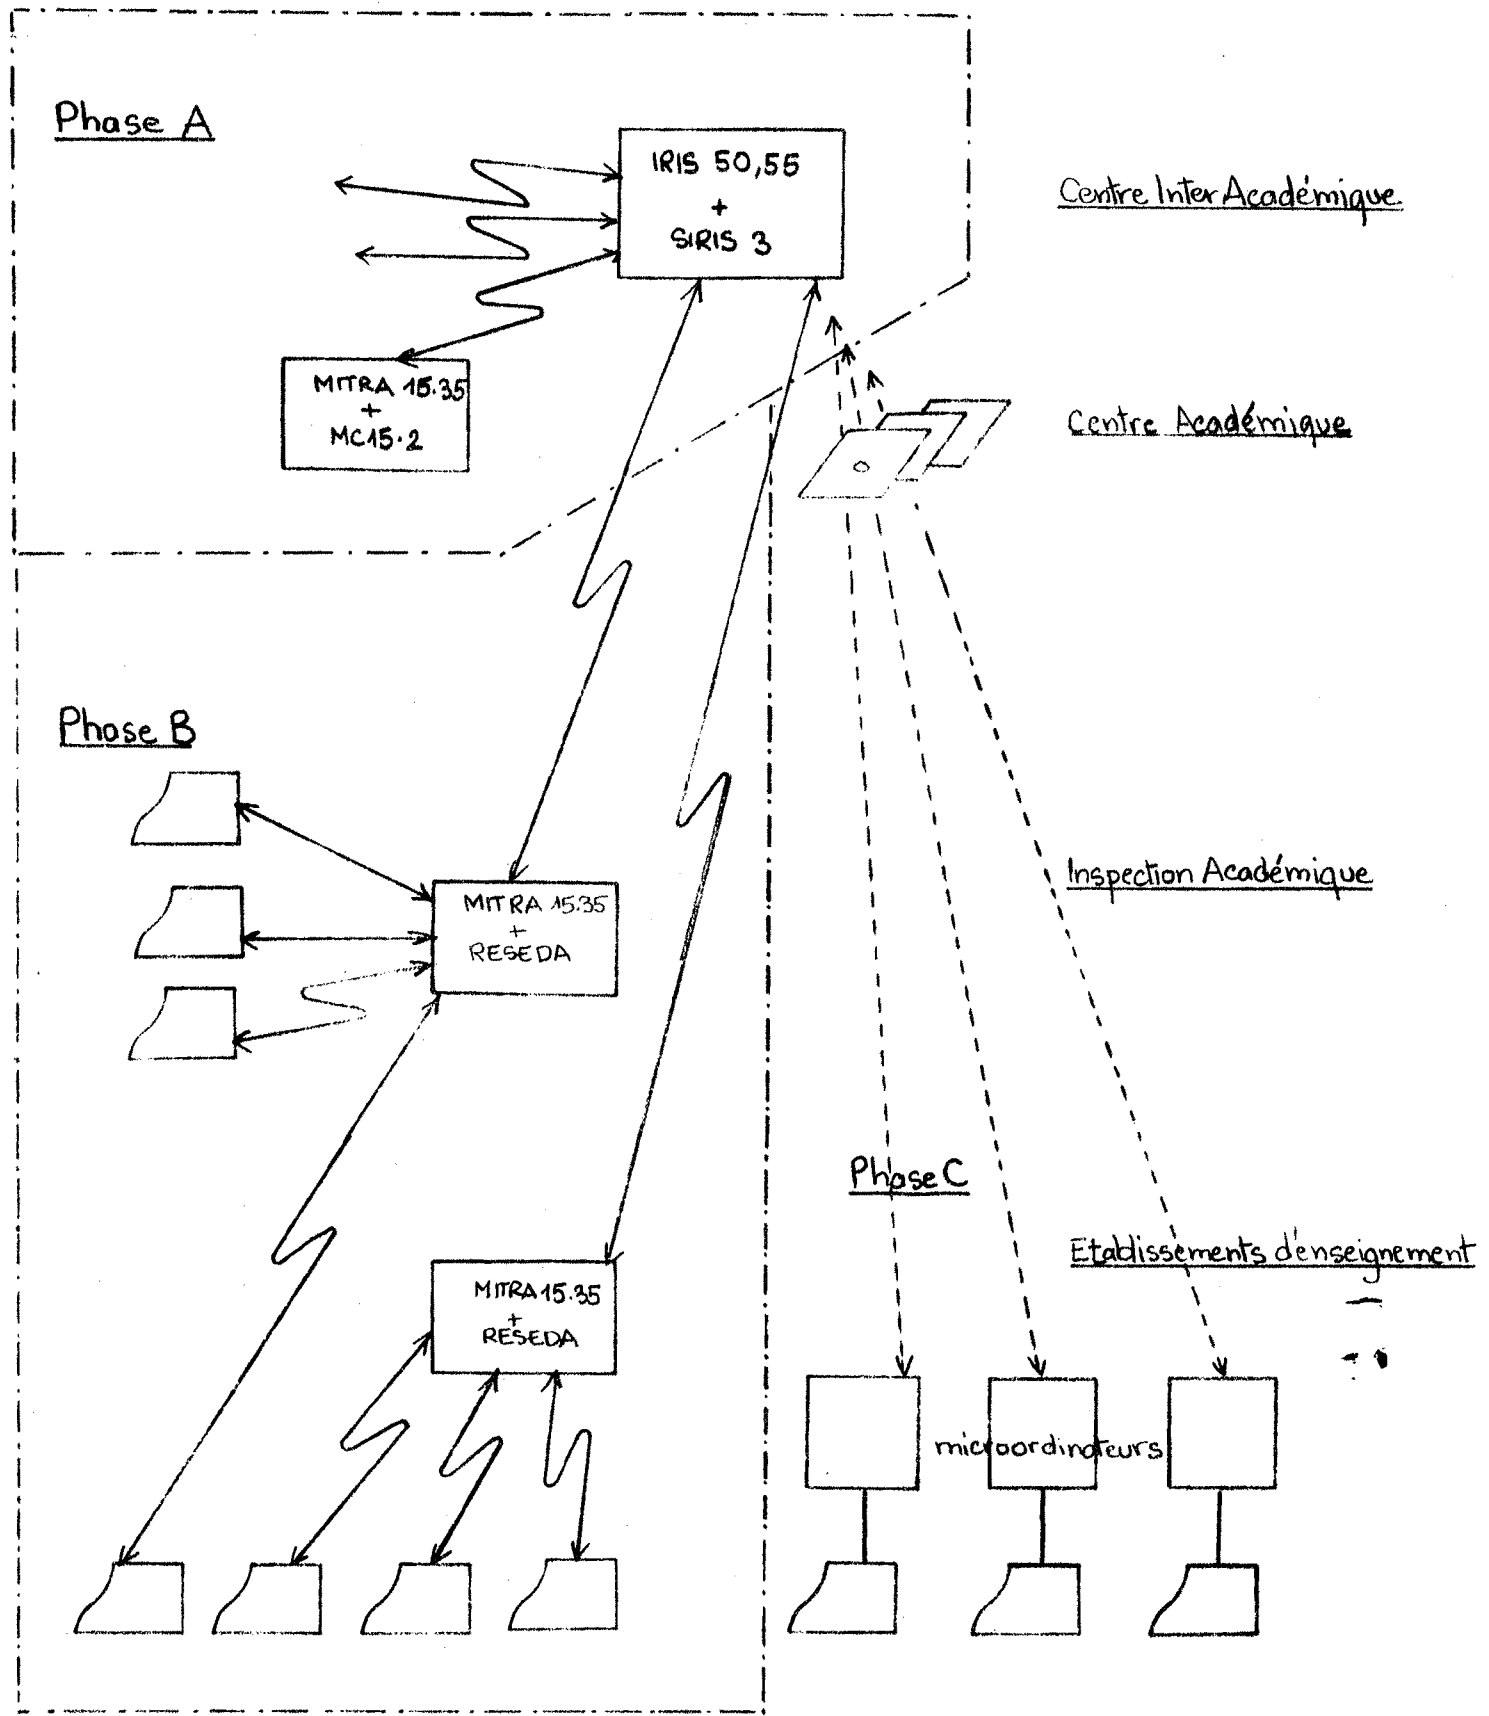 Phase A
IRIS 50,55
+
SIRIS 3
Centre Inter Académique
MITRA 15.35
+
MC15.2
Centre Académique
Phase B
MITRA 15.35
+
RESEDA
Inspection Académique
Phase C
Etablissements d'enseignement
MITRA 15.35
+
RESEDA
microordinateurs